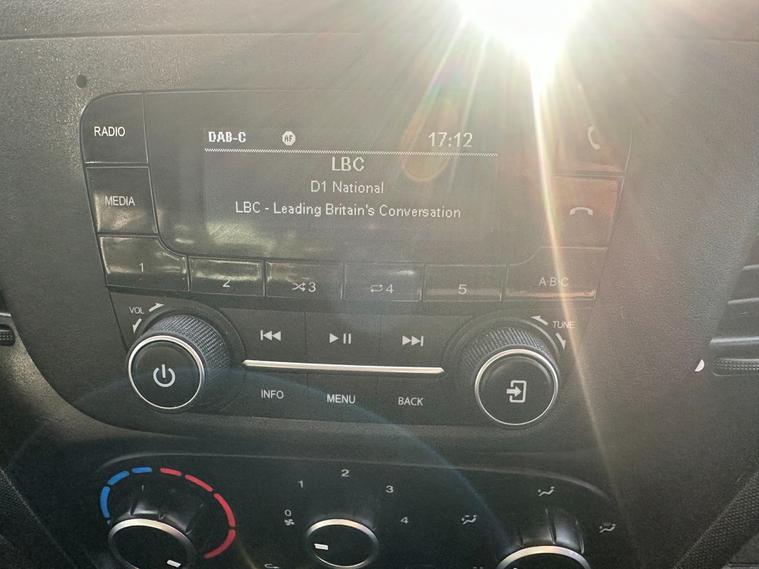 RADIO
DAB-C AF 17:12
LBC
D1 National
MEDIA
LBC - Leading Britain's Conversation
1 2 3 4 5 A-B-C
VOL
TUNE
INFO MENU BACK
0 1 2 3 4